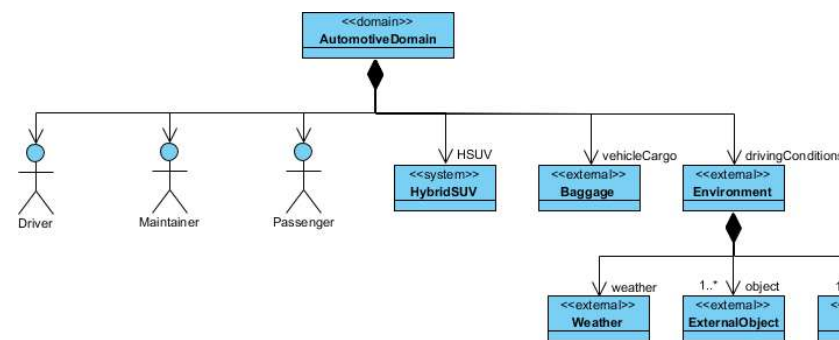 <<domain>>
AutomotiveDomain
HSUV
vehicleCargo
drivingConditions
<<system>>
HybridSUV
<<external>>
Baggage
<<external>>
Environment
Driver
Maintainer
Passenger
weather
1..*
object
1
<<external>>
Weather
<<external>>
ExternalObject